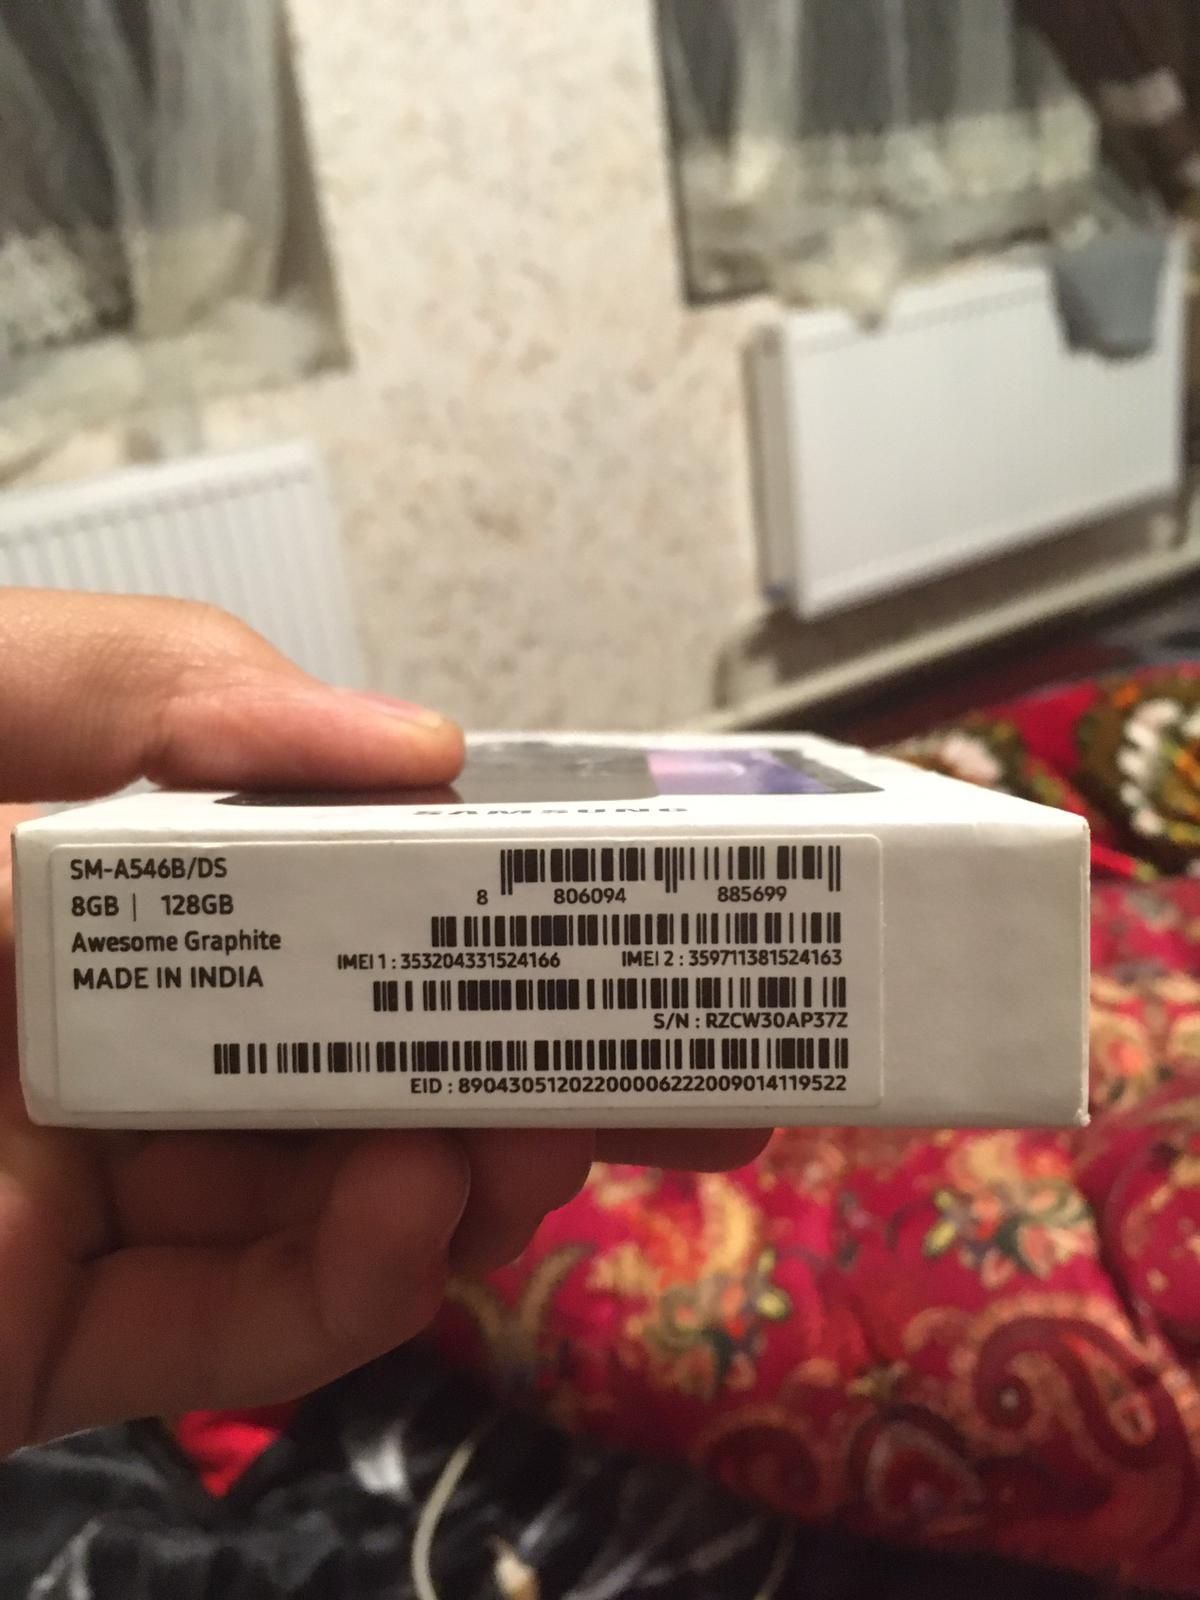 SAMSUNG
SM-A546B/DS
8GB | 128GB
Awesome Graphite
MADE IN INDIA
8 806094 885699
IMEI 1 : 353204331524166 IMEI 2 : 359711381524163
S/N : RZCW30AP37Z
EID : 89043051202200006222009014119522